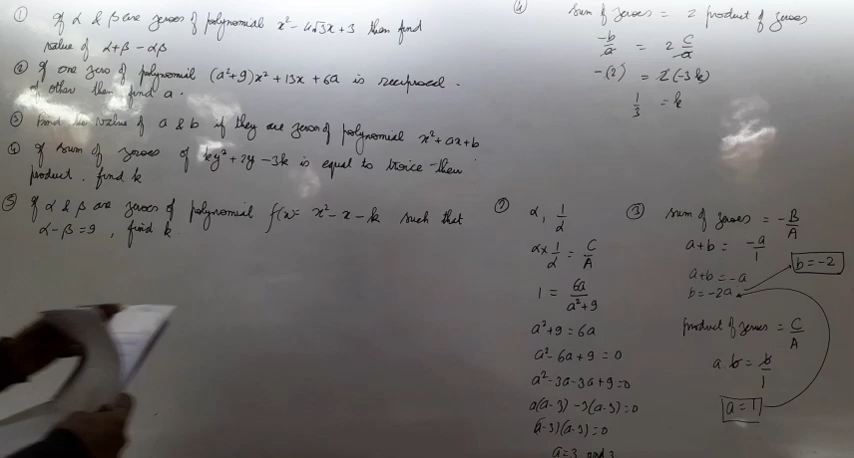 ① If α & β are zeroes of polynomial x² - 4√3x + 3 then find
value of α+β - αβ
② If one zero of polynomial (a²+9)x² + 13x + 6a is reciprocal
of other then find a.
③ Find the value of a & b if they are zeroes of polynomial x² + ax + b
④ If sum of zeroes of ky² + 2y - 3k is equal to twice their
product. find k
⑤ If α & β are zeroes of polynomial f(x)= x² - x - k such that
α - β = 9, find k.
④
sum of zeroes = 2 product of zeroes
-b/a = 2 c/a
-(2) = 2(-3k)
1/3 = k
② α, 1/α
α × 1/α = C/A
1 = 6a/a²+9
a²+9 = 6a
a² - 6a + 9 = 0
a² - 3a - 3a + 9 = 0
a(a-3) - 3(a-3) = 0
(a-3)(a-3) = 0
a = 3 and 3
③ sum of zeroes = -B/A
a+b = -a/1
a+b = -a
b = -2a
b = -2
product of zeroes = C/A
a.b = b/1
a = 1